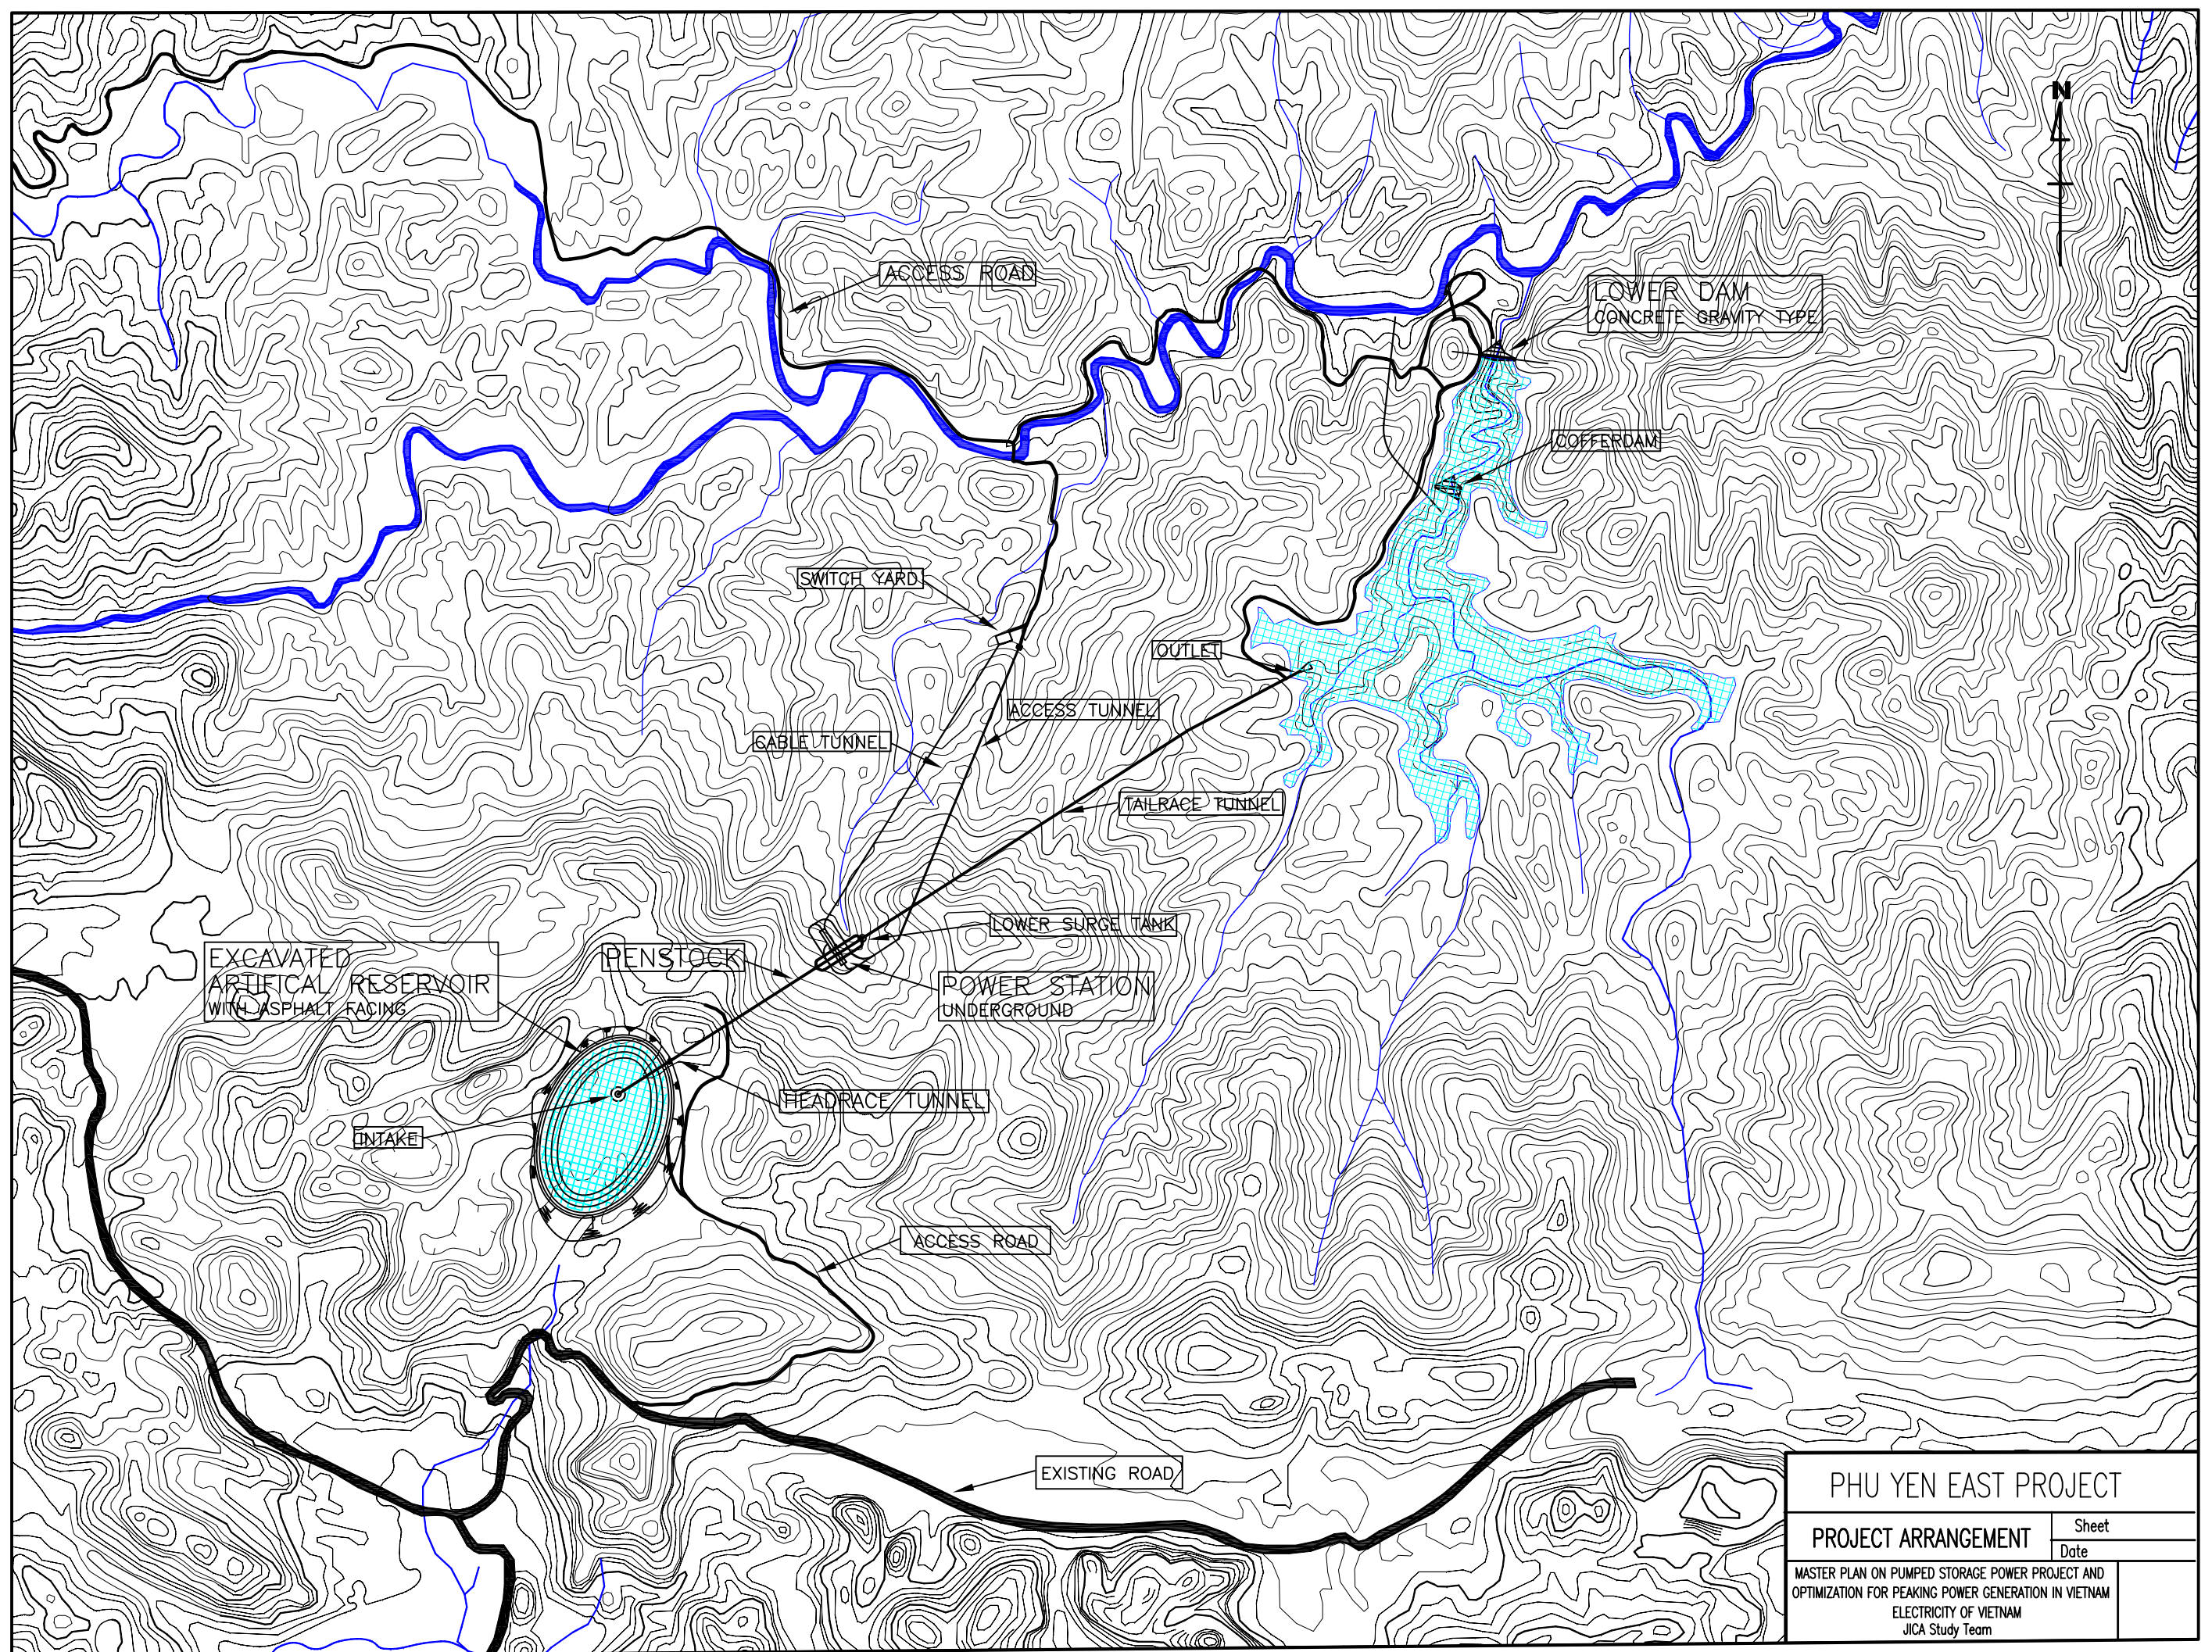 N
ACCESS ROAD
LOWER DAM
CONCRETE GRAVITY TYPE
COFFERDAM
SWITCH YARD
OUTLET
ACCESS TUNNEL
CABLE TUNNEL
TAILRACE TUNNEL
LOWER SURGE TANK
EXCAVATED
ARTIFICAL RESERVOIR
WITH ASPHALT FACING
PENSTOCK
POWER STATION
UNDERGROUND
HEADRACE TUNNEL
INTAKE
ACCESS ROAD
EXISTING ROAD
PHU YEN EAST PROJECT
PROJECT ARRANGEMENT
Sheet
Date
MASTER PLAN ON PUMPED STORAGE POWER PROJECT AND
OPTIMIZATION FOR PEAKING POWER GENERATION IN VIETNAM
ELECTRICITY OF VIETNAM
JICA Study Team